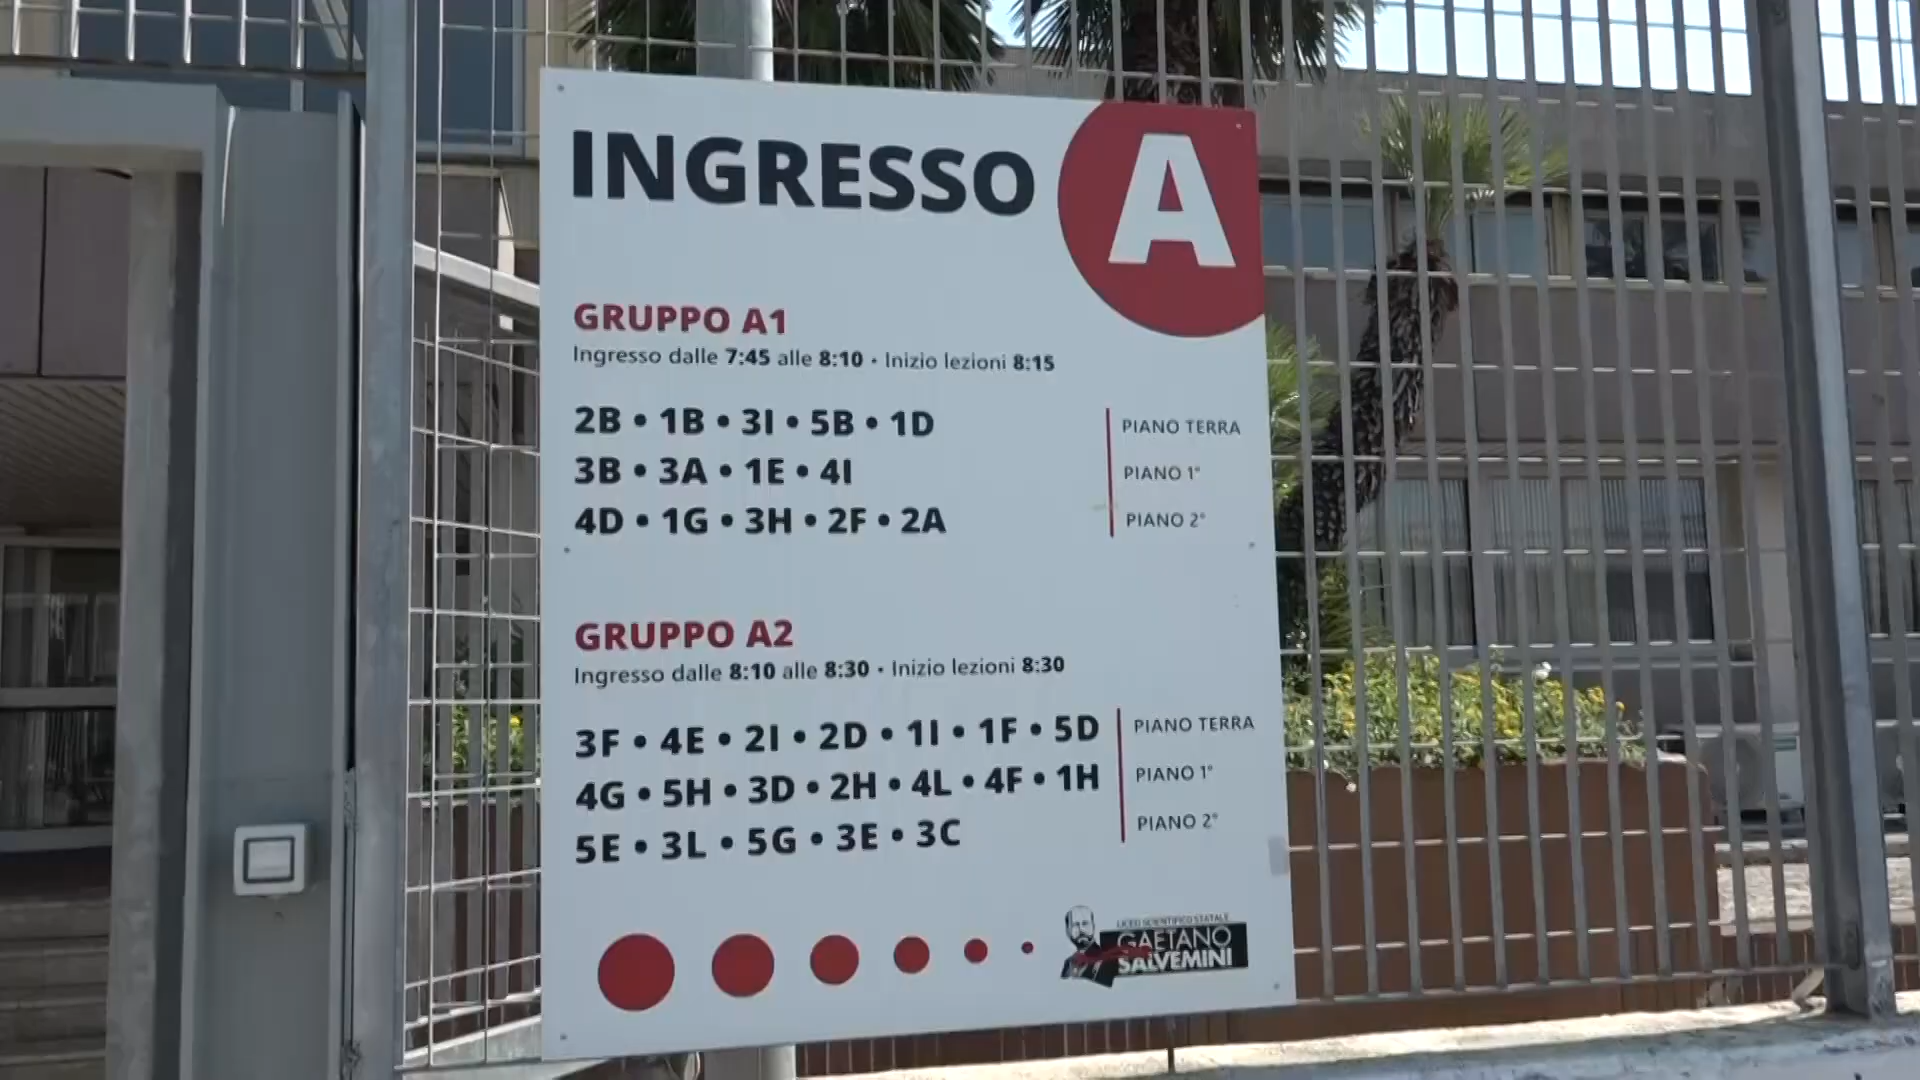 INGRESSO A
GRUPPO A1
Ingresso dalle 7:45 alle 8:10 • Inizio lezioni 8:15
2B • 1B • 3I • 5B • 1D PIANO TERRA
3B • 3A • 1E • 4I PIANO 1°
4D • 1G • 3H • 2F • 2A PIANO 2°
GRUPPO A2
Ingresso dalle 8:10 alle 8:30 • Inizio lezioni 8:30
3F • 4E • 2I • 2D • 1I • 1F • 5D PIANO TERRA
4G • 5H • 3D • 2H • 4L • 4F • 1H PIANO 1°
5E • 3L • 5G • 3E • 3C PIANO 2°
LICEO SCIENTIFICO STATALE
GAETANO
SALVEMINI